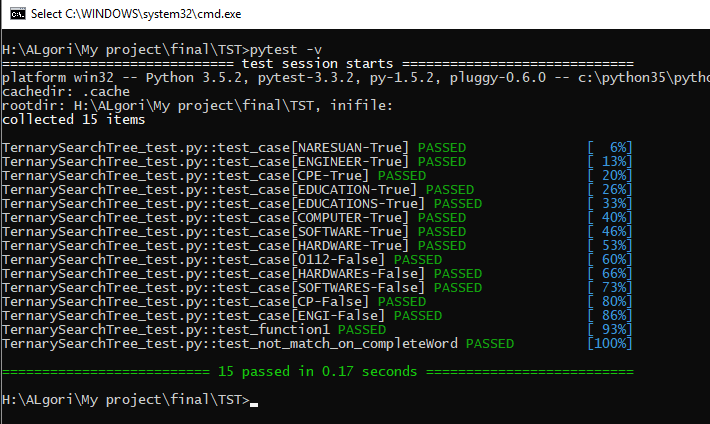 Select C:\WINDOWS\system32\cmd.exe
H:\ALgori\My project\final\TST>pytest -v
============================= test session starts =============================
platform win32 -- Python 3.5.2, pytest-3.3.2, py-1.5.2, pluggy-0.6.0 -- c:\python35\pytho
cachedir: .cache
rootdir: H:\ALgori\My project\final\TST, inifile:
collected 15 items
TernarySearchTree_test.py::test_case[NARESUAN-True] PASSED [  6%]
TernarySearchTree_test.py::test_case[ENGINEER-True] PASSED [ 13%]
TernarySearchTree_test.py::test_case[CPE-True] PASSED [ 20%]
TernarySearchTree_test.py::test_case[EDUCATION-True] PASSED [ 26%]
TernarySearchTree_test.py::test_case[EDUCATIONS-True] PASSED [ 33%]
TernarySearchTree_test.py::test_case[COMPUTER-True] PASSED [ 40%]
TernarySearchTree_test.py::test_case[SOFTWARE-True] PASSED [ 46%]
TernarySearchTree_test.py::test_case[HARDWARE-True] PASSED [ 53%]
TernarySearchTree_test.py::test_case[0112-False] PASSED [ 60%]
TernarySearchTree_test.py::test_case[HARDWAREs-False] PASSED [ 66%]
TernarySearchTree_test.py::test_case[SOFTWARES-False] PASSED [ 73%]
TernarySearchTree_test.py::test_case[CP-False] PASSED [ 80%]
TernarySearchTree_test.py::test_case[ENGI-False] PASSED [ 86%]
TernarySearchTree_test.py::test_function1 PASSED [ 93%]
TernarySearchTree_test.py::test_not_match_on_completeWord PASSED [100%]
========================== 15 passed in 0.17 seconds ==========================
H:\ALgori\My project\final\TST>